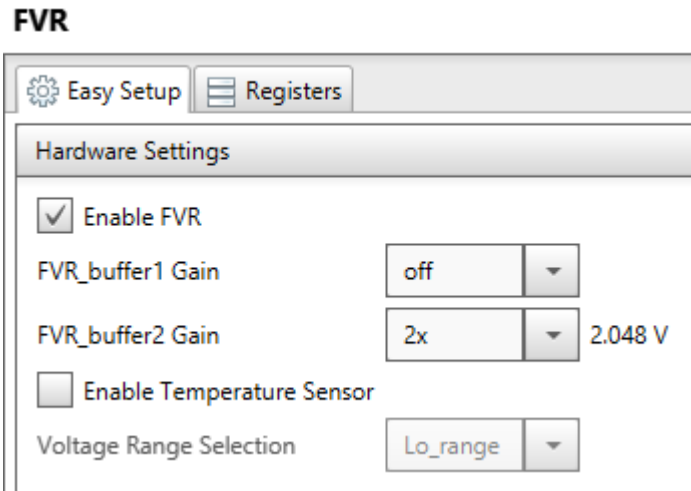 FVR
Easy Setup Registers
Hardware Settings
Enable FVR
FVR_buffer1 Gain off
FVR_buffer2 Gain 2x 2.048 V
Enable Temperature Sensor
Voltage Range Selection Lo_range